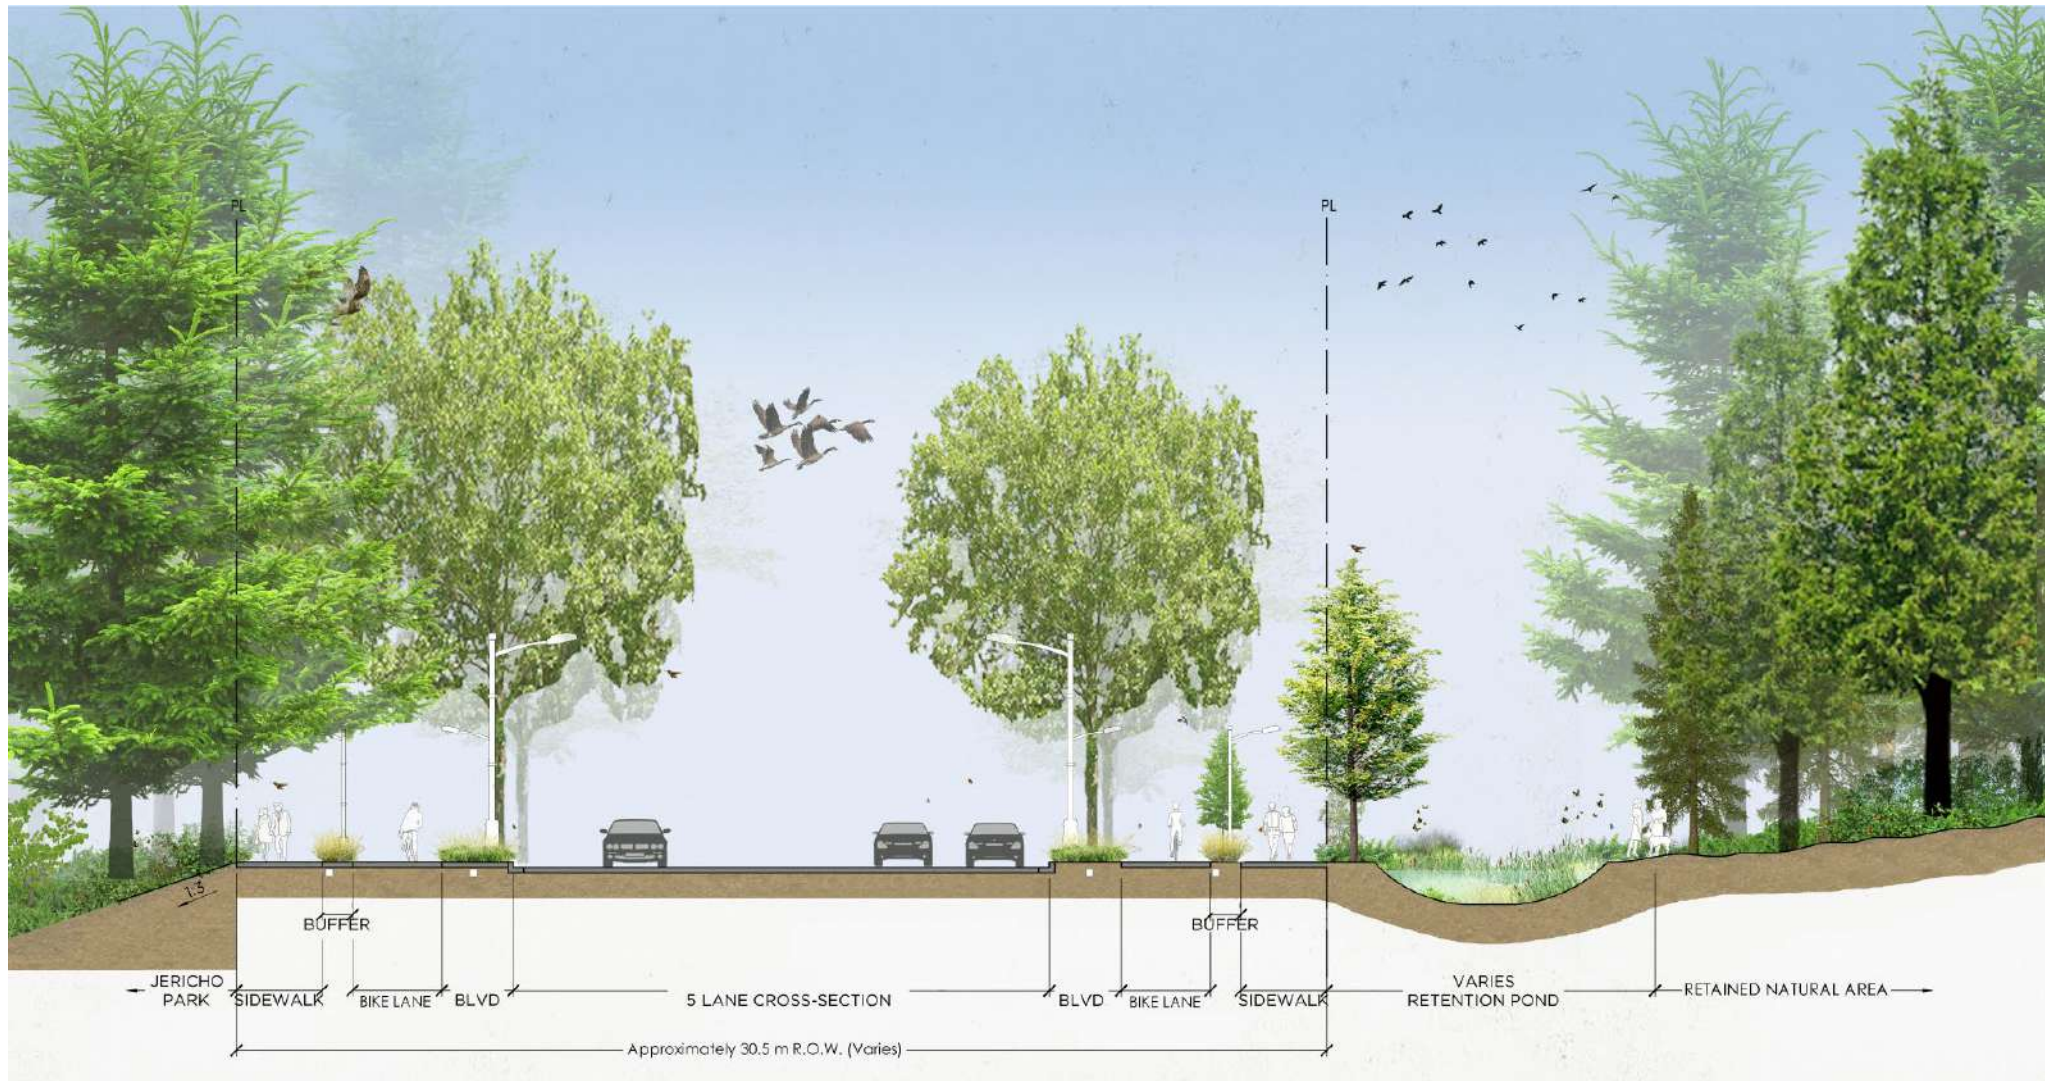 PL
PL
1:3
BUFFER
BUFFER
JERICHO
PARK
SIDEWALK
BIKE LANE
BLVD
5 LANE CROSS-SECTION
BLVD
BIKE LANE
SIDEWALK
VARIES
RETENTION POND
RETAINED NATURAL AREA
Approximately 30.5 m R.O.W. (Varies)